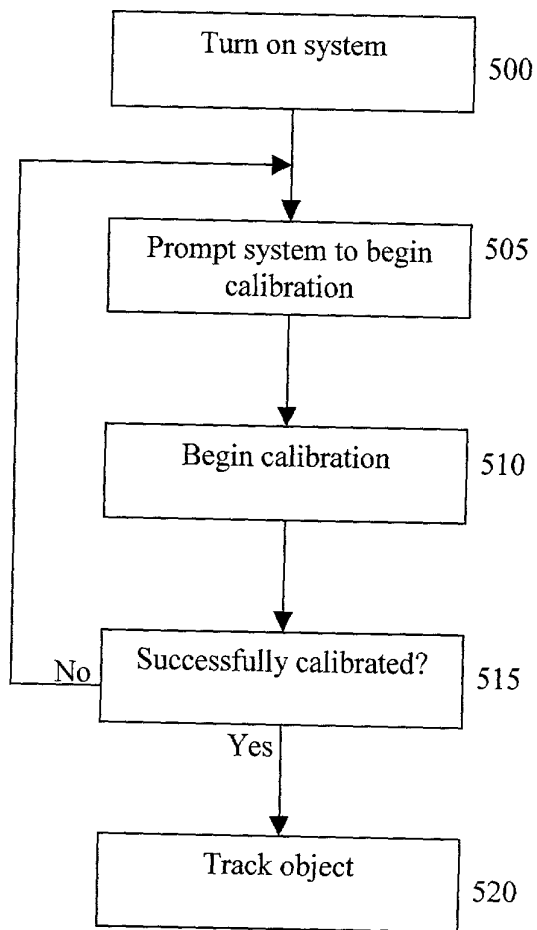 Turn on system
500
Prompt system to begin
calibration
505
Begin calibration
510
Successfully calibrated?
515
No
Yes
Track object
520